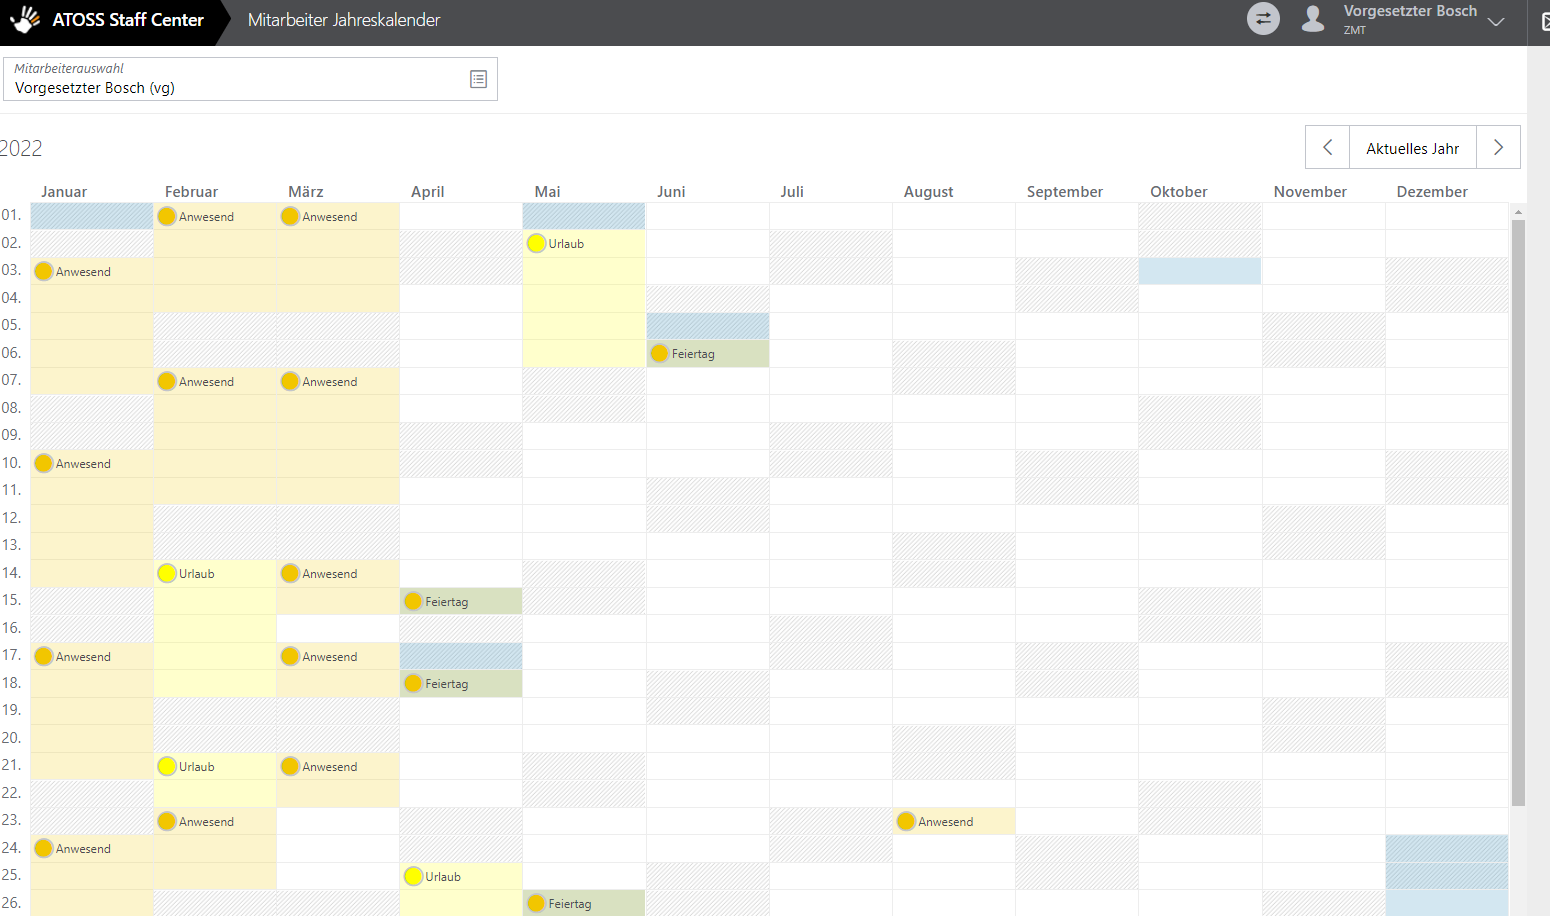 ATOSS Staff Center
Mitarbeiter Jahreskalender
Vorgesetzter Bosch
ZMT
Mitarbeiterauswahl
Vorgesetzter Bosch (vg)
2022
Aktuelles Jahr
Januar Februar März April Mai Juni Juli August September Oktober November Dezember
01. Anwesend Anwesend
02. Urlaub
03. Anwesend
04.
05.
06. Feiertag
07. Anwesend Anwesend
08.
09.
10. Anwesend
11.
12.
13.
14. Urlaub Anwesend
15. Feiertag
16.
17. Anwesend Anwesend
18. Feiertag
19.
20.
21. Urlaub Anwesend
22.
23. Anwesend Anwesend
24. Anwesend
25. Urlaub
26. Feiertag